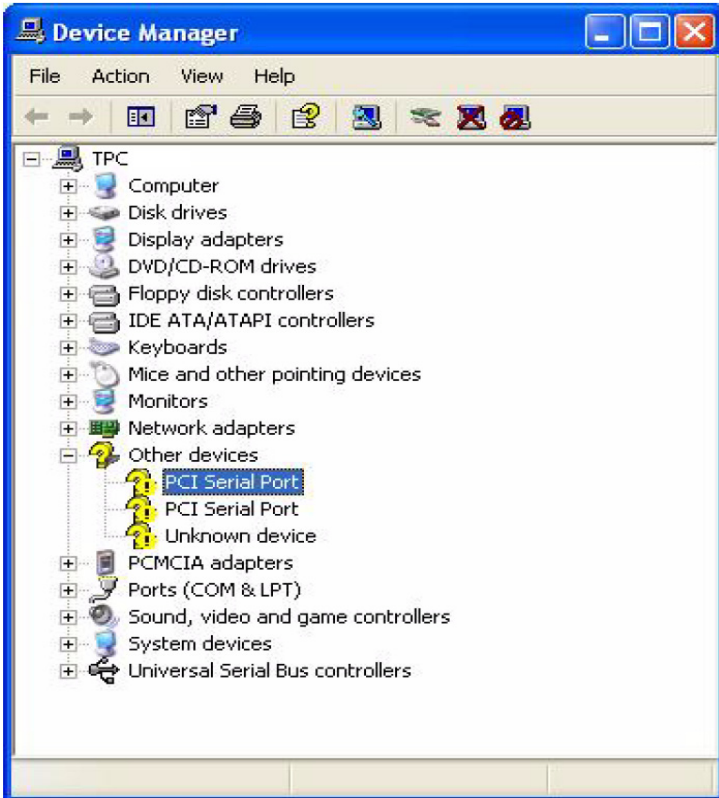 Device Manager
File Action View Help
TPC
Computer
Disk drives
Display adapters
DVD/CD-ROM drives
Floppy disk controllers
IDE ATA/ATAPI controllers
Keyboards
Mice and other pointing devices
Monitors
Network adapters
Other devices
PCI Serial Port
PCI Serial Port
Unknown device
PCMCIA adapters
Ports (COM & LPT)
Sound, video and game controllers
System devices
Universal Serial Bus controllers